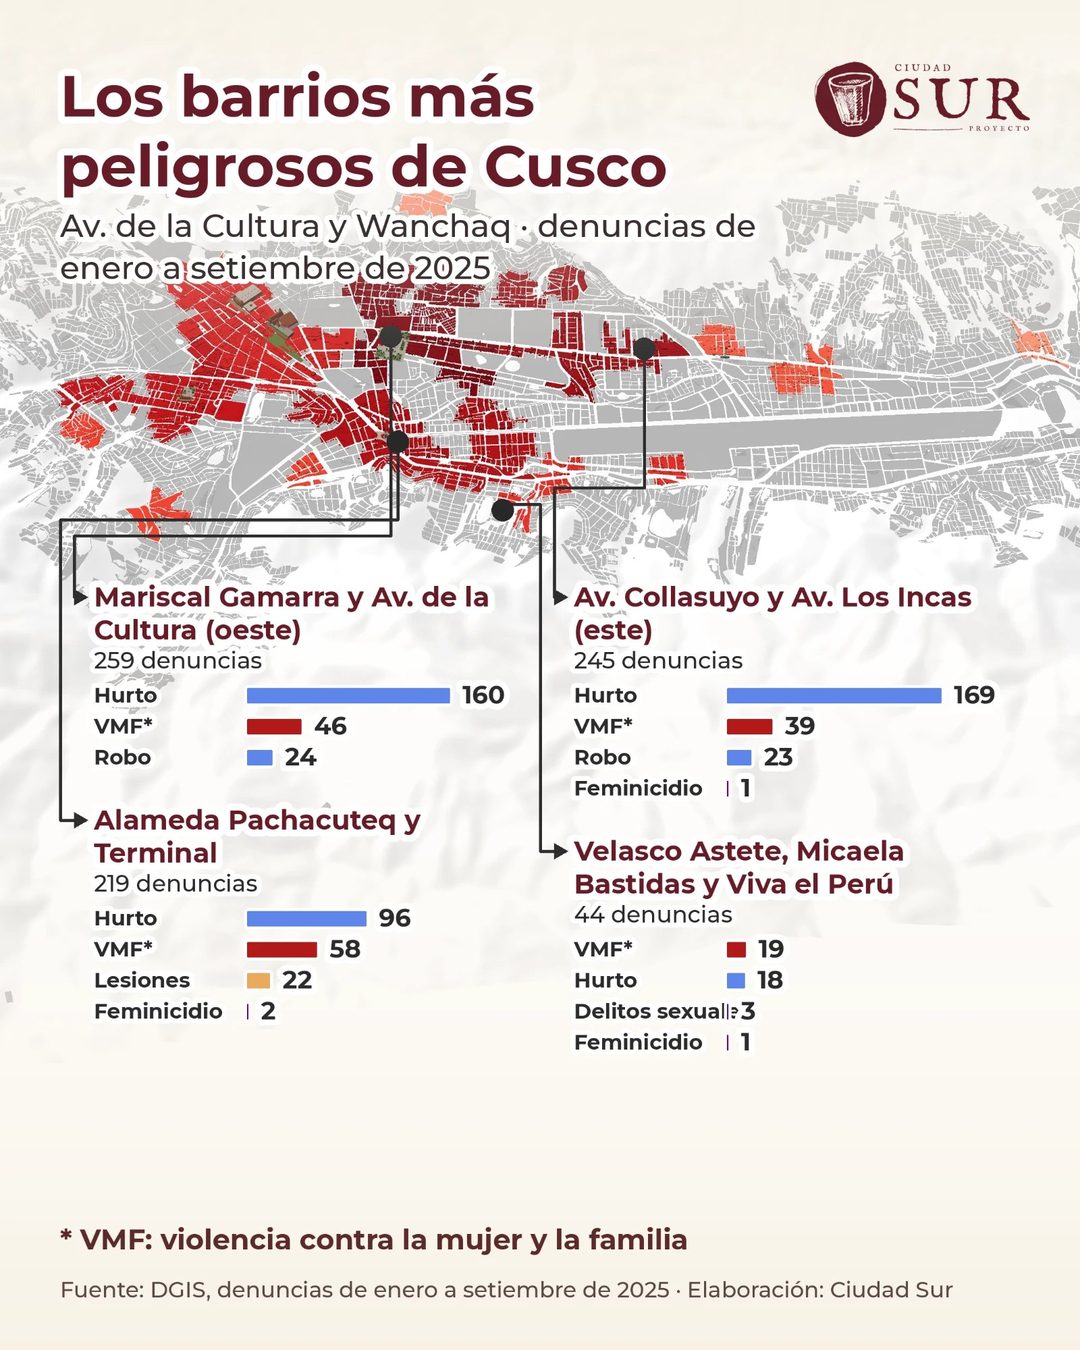 Los barrios más
peligrosos de Cusco
CIUDAD
SUR
PROYECTO
Av. de la Cultura y Wanchaq · denuncias de
enero a setiembre de 2025
Mariscal Gamarra y Av. de la
Cultura (oeste)
259 denuncias
Hurto 160
VMF* 46
Robo 24
Av. Collasuyo y Av. Los Incas
(este)
245 denuncias
Hurto 169
VMF* 39
Robo 23
Feminicidio 1
Alameda Pachacuteq y
Terminal
219 denuncias
Hurto 96
VMF* 58
Lesiones 22
Feminicidio 2
Velasco Astete, Micaela
Bastidas y Viva el Perú
44 denuncias
VMF* 19
Hurto 18
Delitos sexuales 3
Feminicidio 1
* VMF: violencia contra la mujer y la familia
Fuente: DGIS, denuncias de enero a setiembre de 2025 · Elaboración: Ciudad Sur